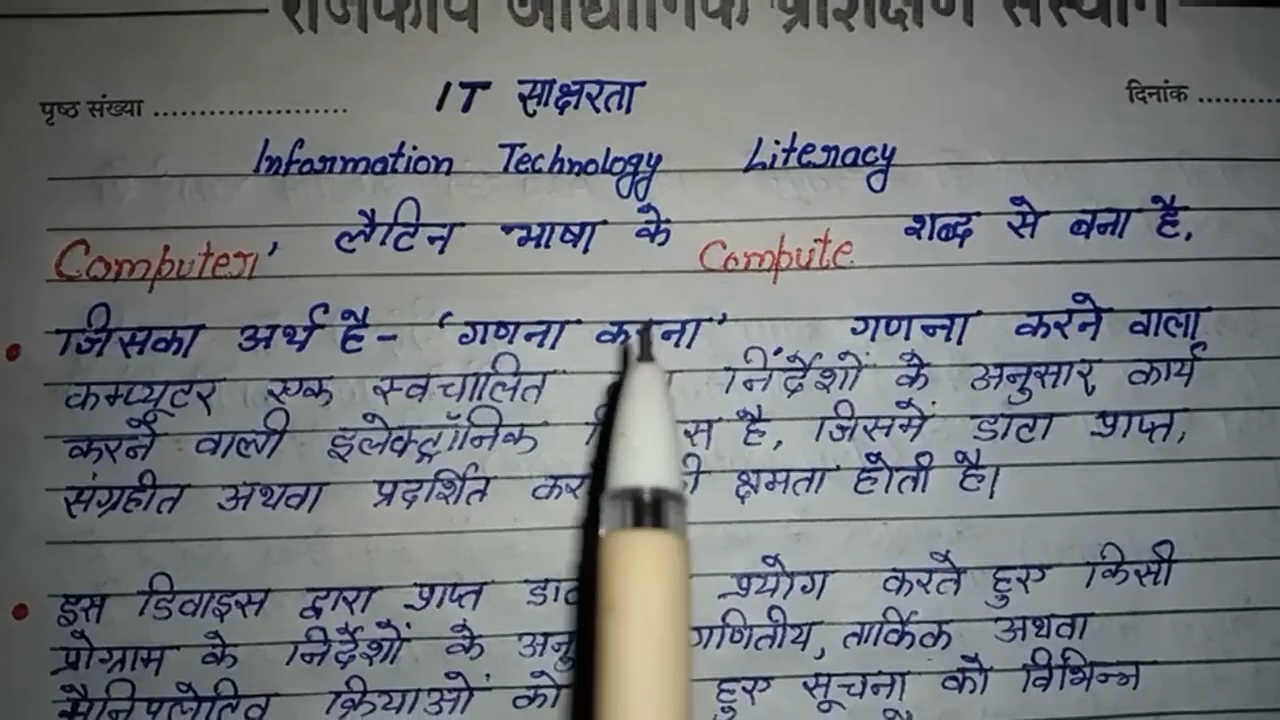 राजकीय औद्योगिक प्रशिक्षण संस्थान
पृष्ठ संख्या ........................ IT साक्षरता दिनांक ..........
Information Technology Literacy
Computer' लैटिन भाषा के Compute शब्द से बना है,
• जिसका अर्थ है- 'गणना करना' गणना करने वाला
कम्प्यूटर एक स्वचालित निर्देशों के अनुसार कार्य
करने वाली इलेक्ट्रॉनिक है, जिसमें डाटा प्राप्त,
संग्रहीत अथवा प्रदर्शित क्षमता होती है।
• इस डिवाइस द्वारा प्राप्त प्रयोग करते हुए किसी
प्रोग्राम के निर्देशों के गणितीय, तार्किक अथवा
क्रियाओं को हुए सूचना को विभिन्न